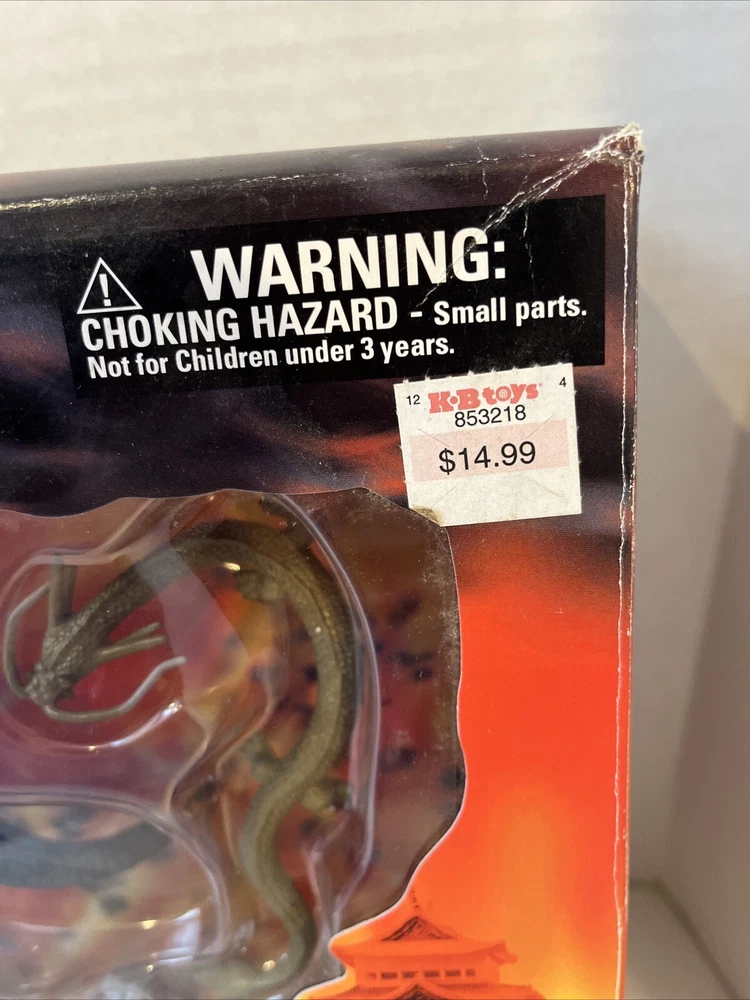 WARNING:
CHOKING HAZARD - Small parts.
Not for Children under 3 years.
12 K·B toys 4
853218
$14.99